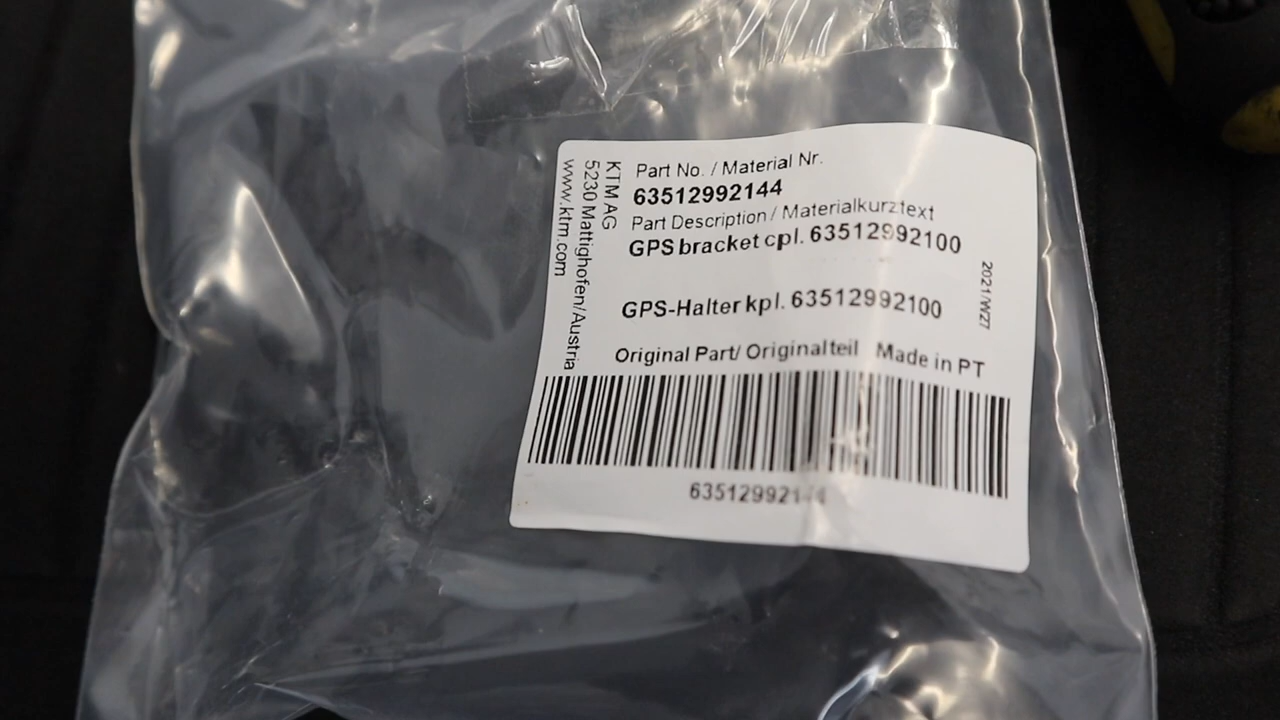 KTM AG
5230 Mattighofen/Austria
www.ktm.com
Part No. / Material Nr.
63512992144
Part Description / Materialkurztext
GPS bracket cpl. 63512992100
GPS-Halter kpl. 63512992100
2021/W27
Original Part/ Originalteil Made in PT
63512992144